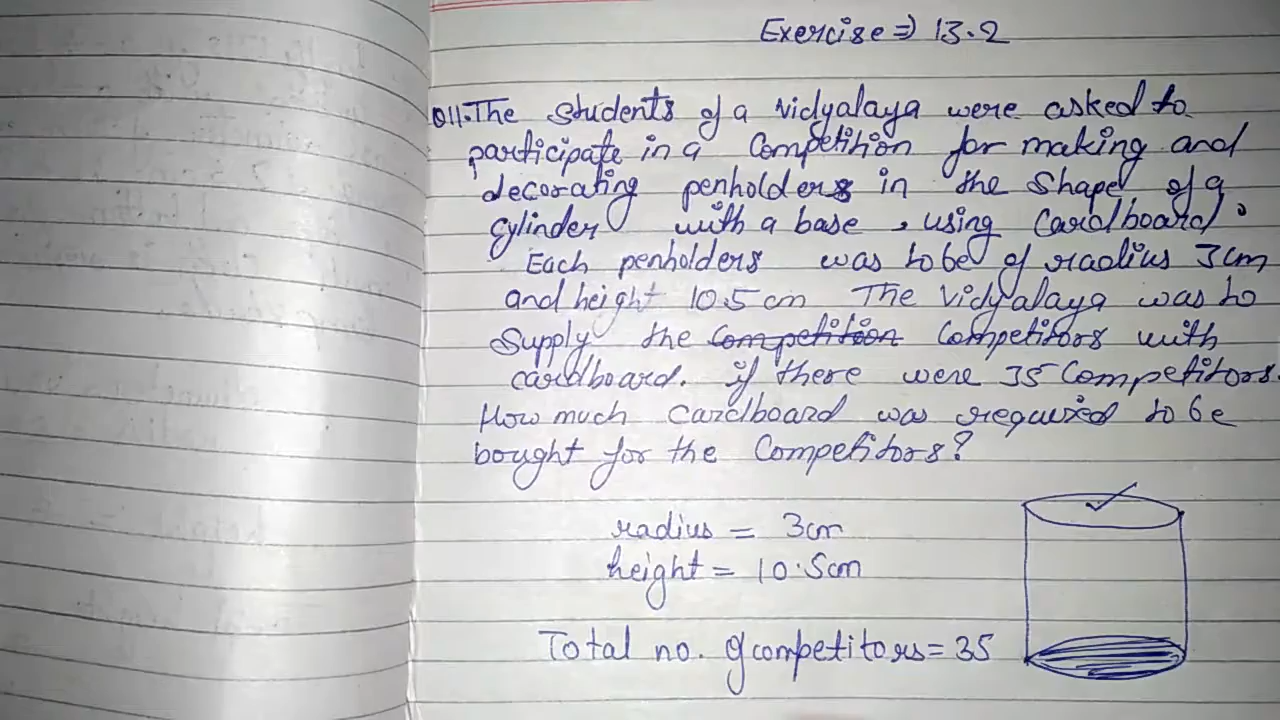 Exercise ⇒ 13.2
Q11. The students of a vidyalaya were asked to
participate in a Competition for making and
decorating penholders in the shape of a
cylinder with a base, using Cardboard.
Each penholders was to be of radius 3cm
and height 10.5 cm The vidyalaya was to
supply the competition Competitors with
cardboard. if there were 35 Competitors.
How much Cardboard was required to be
bought for the Competitors?
radius = 3cm
height = 10.5cm
Total no. of competitors = 35